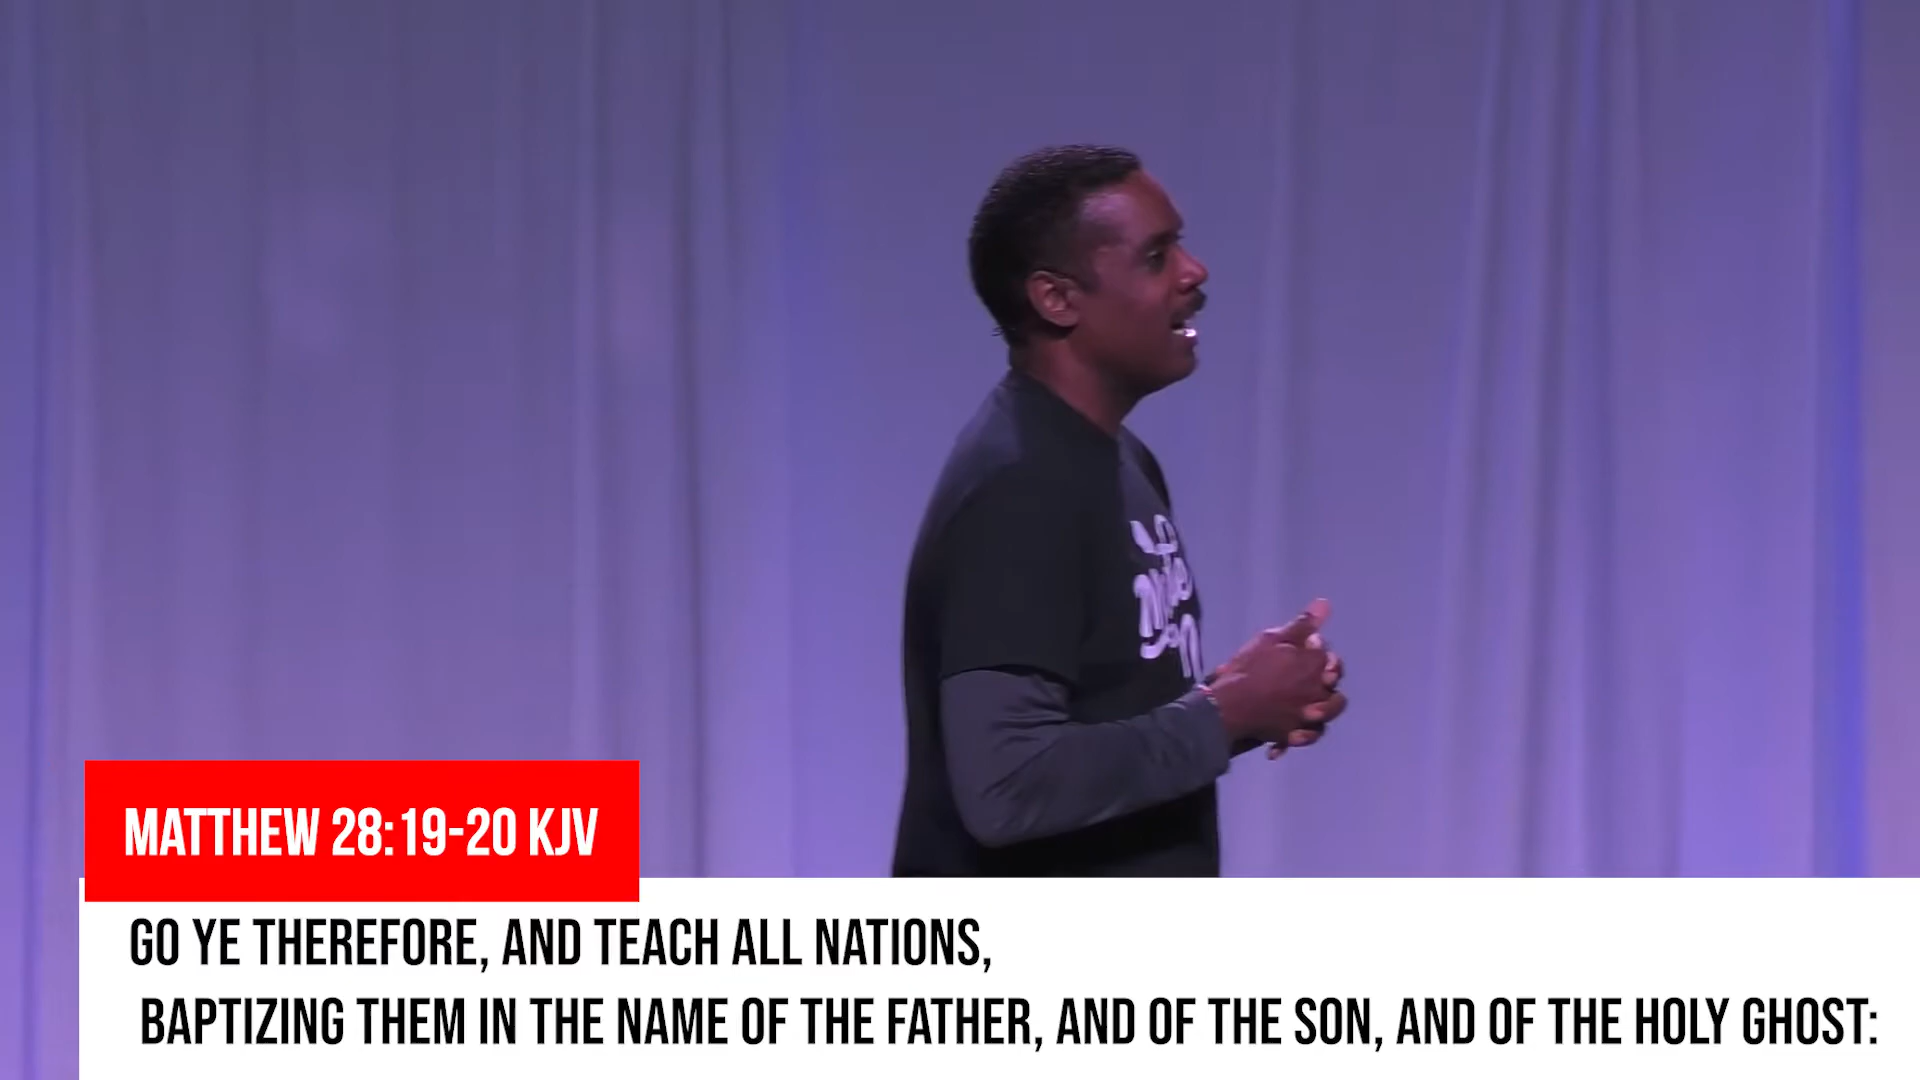 MATTHEW 28:19-20 KJV
GO YE THEREFORE, AND TEACH ALL NATIONS,
BAPTIZING THEM IN THE NAME OF THE FATHER, AND OF THE SON, AND OF THE HOLY GHOST: